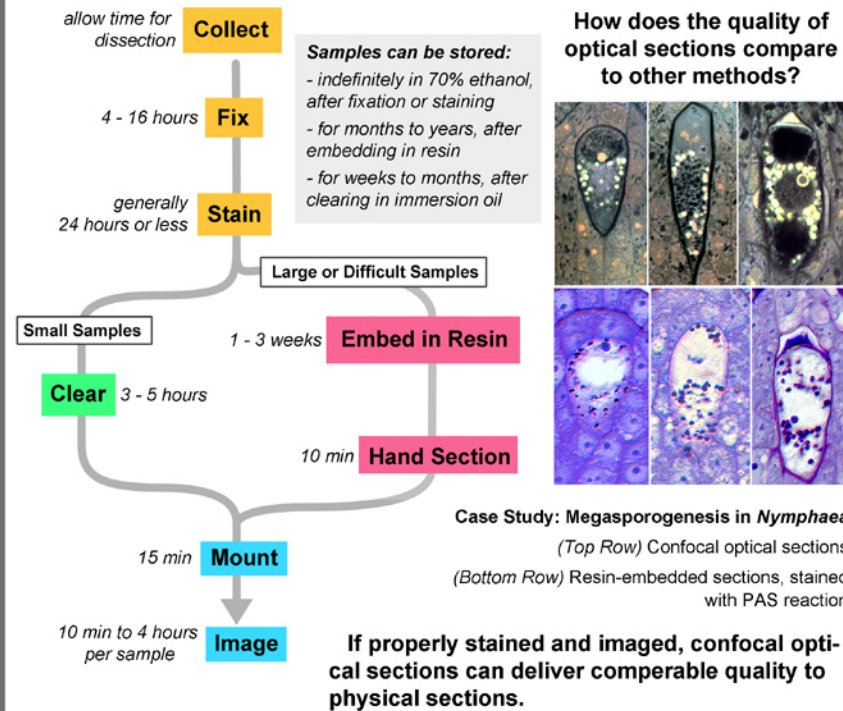 allow time for
dissection
Collect
4 - 16 hours
Fix
generally
24 hours or less
Stain
Samples can be stored:
- indefinitely in 70% ethanol,
after fixation or staining
- for months to years, after
embedding in resin
- for weeks to months, after
clearing in immersion oil
Large or Difficult Samples
Small Samples
1 - 3 weeks
Embed in Resin
Clear
3 - 5 hours
10 min
Hand Section
15 min
Mount
10 min to 4 hours
per sample
Image
How does the quality of
optical sections compare
to other methods?
Case Study: Megasporogenesis in Nymphaea
(Top Row) Confocal optical sections
(Bottom Row) Resin-embedded sections, stained
with PAS reaction
If properly stained and imaged, confocal opti-
cal sections can deliver comperable quality to
physical sections.